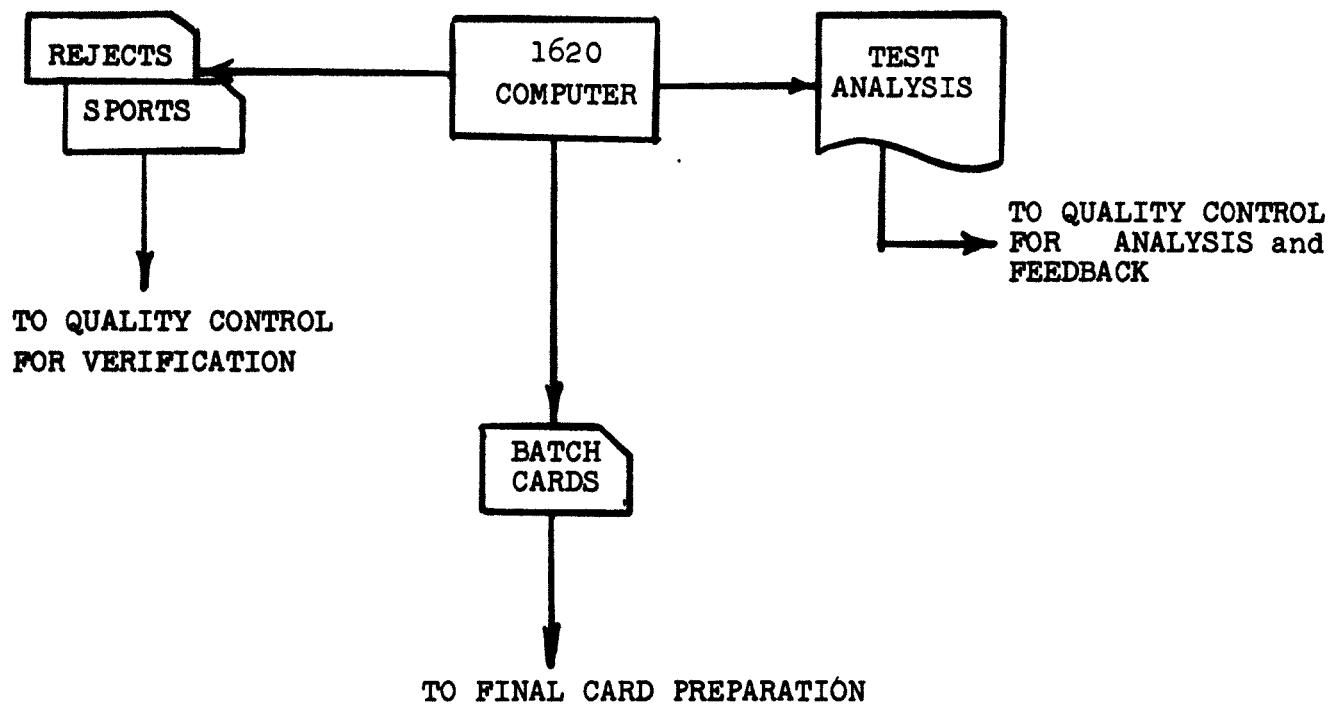 REJECTS
SPORTS
1620
COMPUTER
TEST
ANALYSIS
TO QUALITY CONTROL
FOR ANALYSIS and
FEEDBACK
TO QUALITY CONTROL
FOR VERIFICATION
BATCH
CARDS
TO FINAL CARD PREPARATION